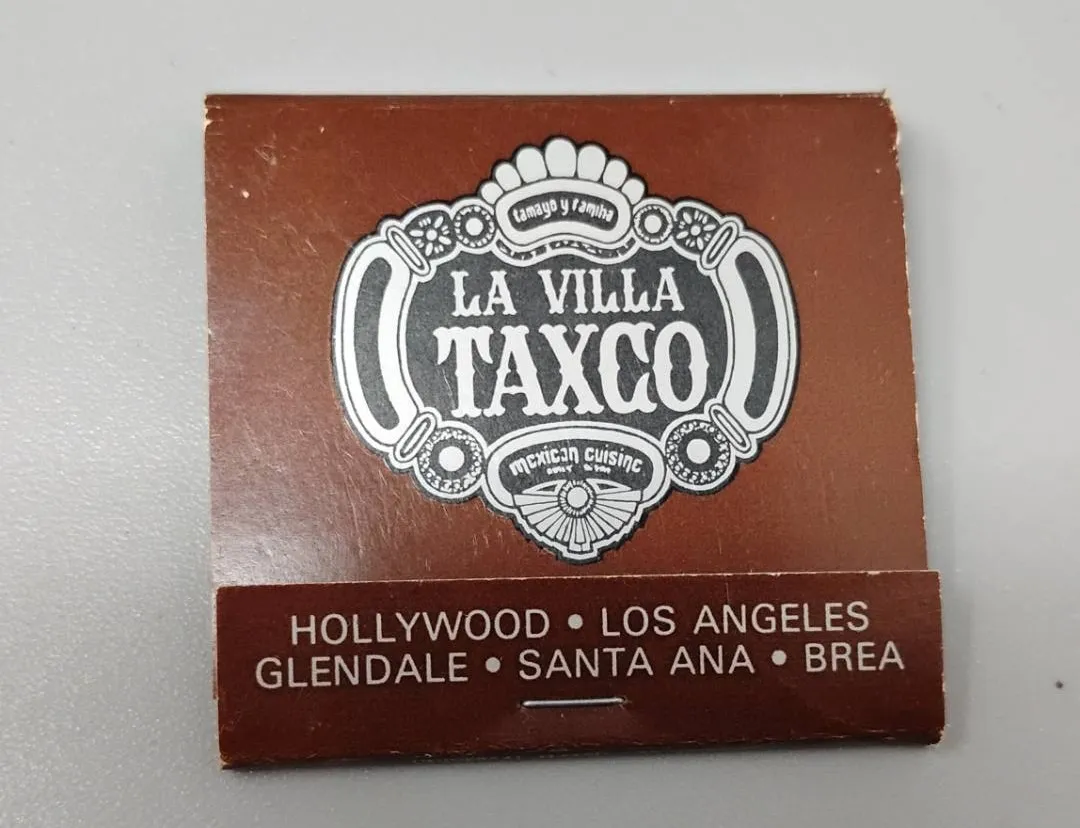 tamayo y familia
LA VILLA
TAXCO
mexican cuisine
HOLLYWOOD • LOS ANGELES
GLENDALE • SANTA ANA • BREA